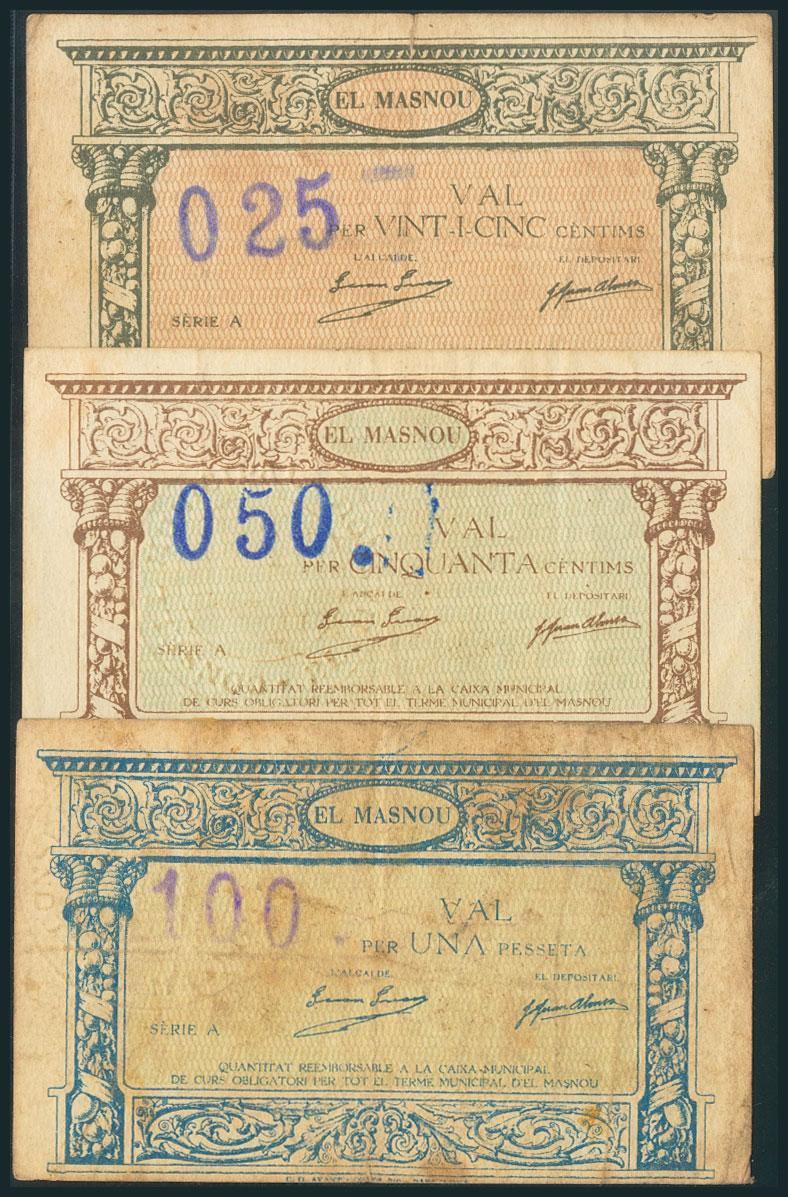 EL MASNOU
025
VAL
PER VINT-I-CINC CÈNTIMS
L'ALCALDE, EL DEPOSITARI,
SÈRIE A
EL MASNOU
050.
VAL
PER CINQUANTA CÈNTIMS
L'ALCALDE, EL DEPOSITARI,
SÈRIE A
QUANTITAT REEMBORSABLE A LA CAIXA MUNICIPAL
DE CURS OBLIGATORI PER TOT EL TERME MUNICIPAL D'EL MASNOU
EL MASNOU
100.
VAL
PER UNA PESSETA
L'ALCALDE, EL DEPOSITARI,
SÈRIE A
QUANTITAT REEMBORSABLE A LA CAIXA MUNICIPAL
DE CURS OBLIGATORI PER TOT EL TERME MUNICIPAL D'EL MASNOU